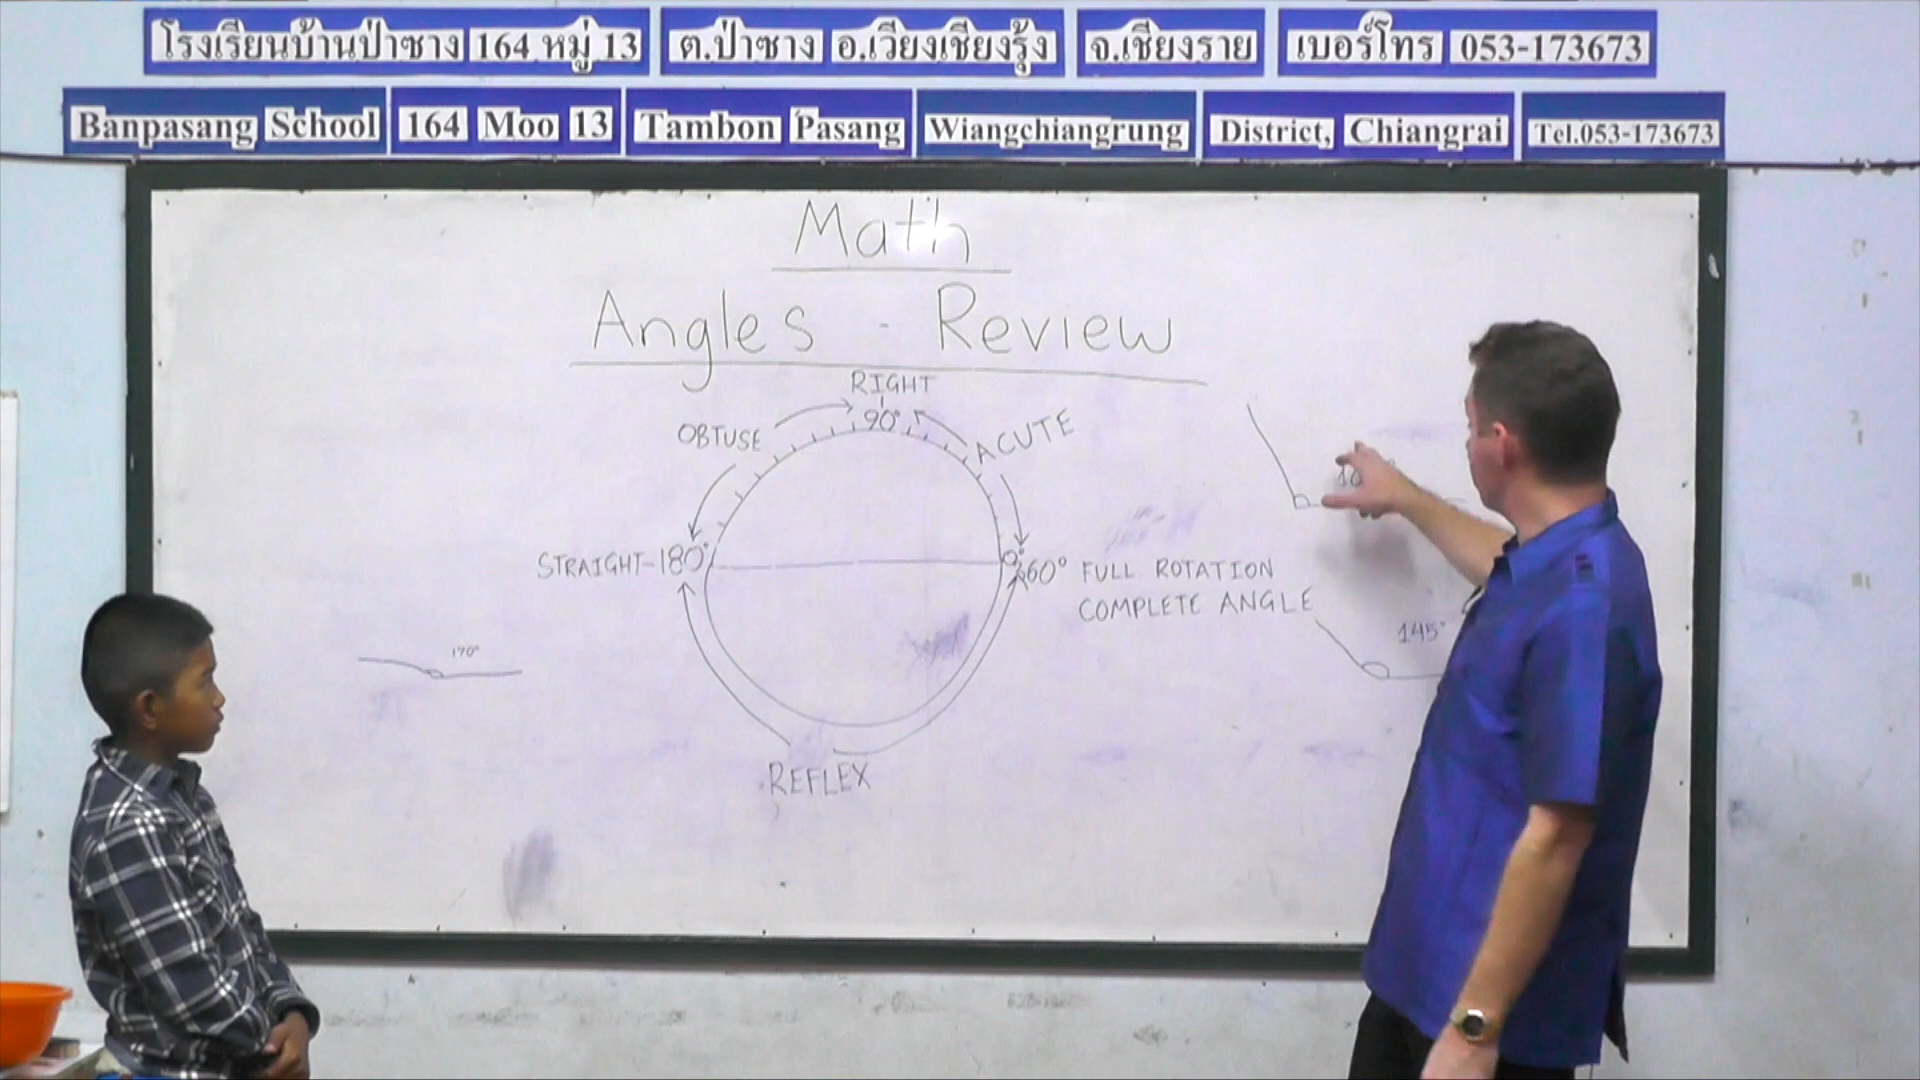 โรงเรียนบ้านป่าซาง 164 หมู่ 13 ต.ป่าซาง อ.เวียงเชียงรุ้ง จ.เชียงราย เบอร์โทร 053-173673
Banpasang School 164 Moo 13 Tambon Pasang Wiangchiangrung District, Chiangrai Tel.053-173673
Math
Angles - Review
RIGHT
90°
OBTUSE
ACUTE
STRAIGHT-180°
0°
360° FULL ROTATION
COMPLETE ANGLE
145°
170°
REFLEX